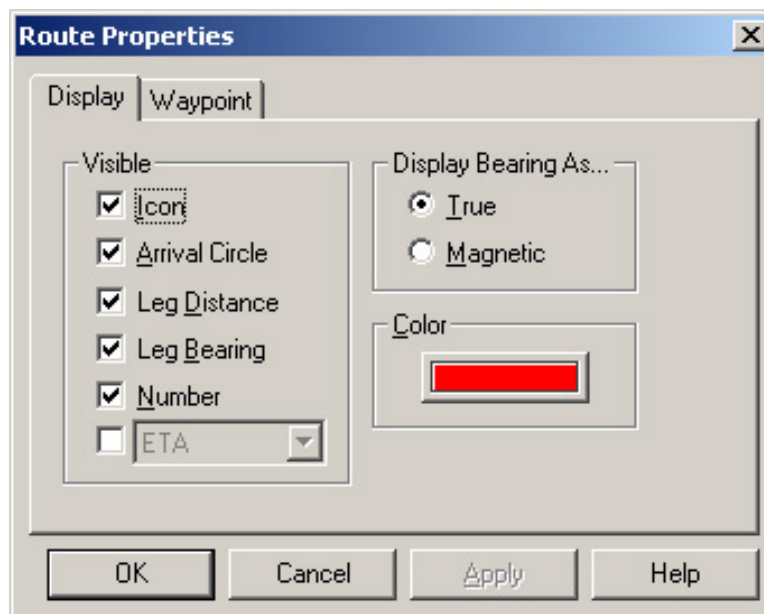 Route Properties
Display Waypoint
Visible
Icon
Arrival Circle
Leg Distance
Leg Bearing
Number
ETA
Display Bearing As...
True
Magnetic
Color
OK Cancel Apply Help